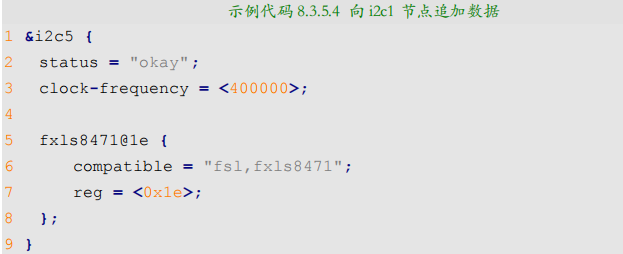 示例代码 8.3.5.4 向 i2c1 节点追加数据
1 &i2c5 {
2 status = "okay";
3 clock-frequency = <400000>;
4
5 fxls8471@1e {
6 compatible = "fsl,fxls8471";
7 reg = <0x1e>;
8 };
9 }